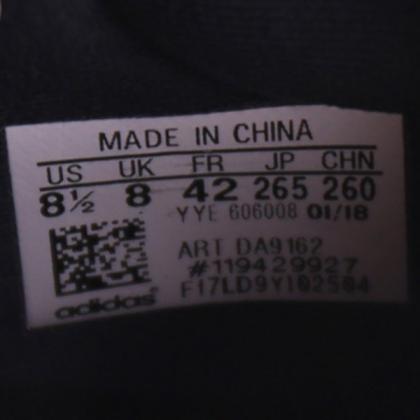 MADE IN CHINA
US UK FR JP CHN
8½ 8 42 265 260
YYE 606008 01/18
ART DA9162
#119429927
F17LD9Y102504
adidas